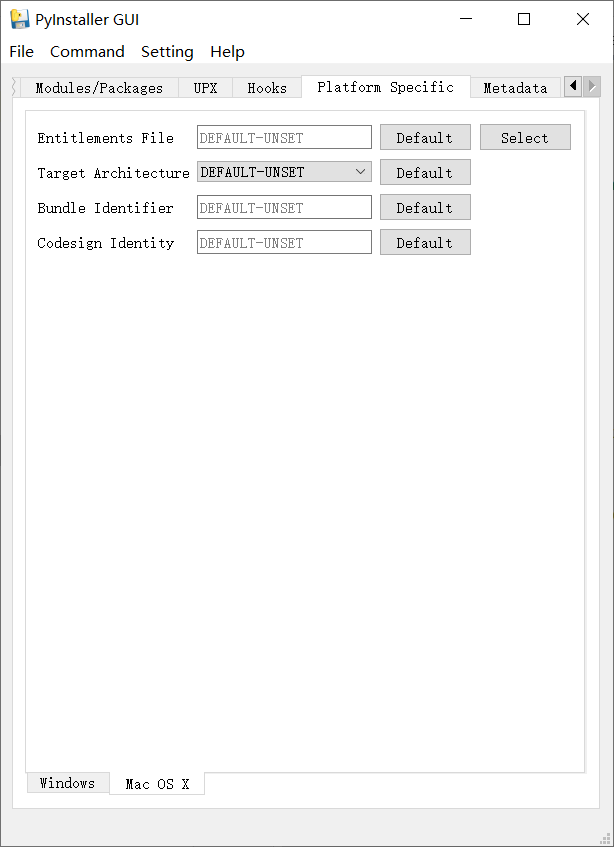 PyInstaller GUI
File Command Setting Help
Modules/Packages UPX Hooks Platform Specific Metadata
Entitlements File DEFAULT-UNSET Default Select
Target Architecture DEFAULT-UNSET Default
Bundle Identifier DEFAULT-UNSET Default
Codesign Identity DEFAULT-UNSET Default
Windows Mac OS X